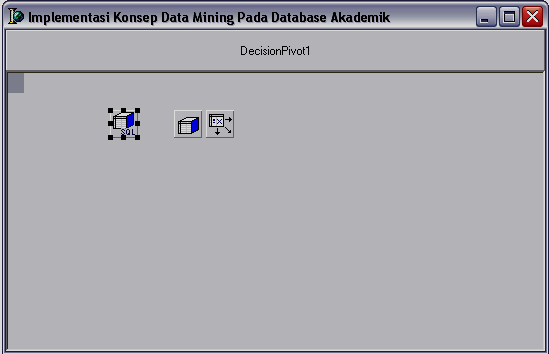 Implementasi Konsep Data Mining Pada Database Akademik
DecisionPivot1
SQL